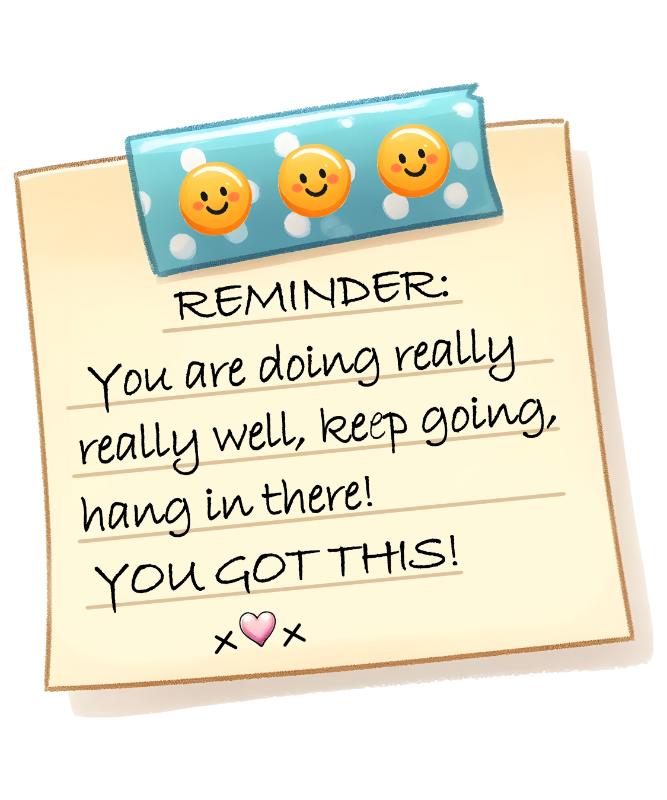 REMINDER:
You are doing really
really well, keep going,
hang in there!
YOU GOT THIS!
x🩷x